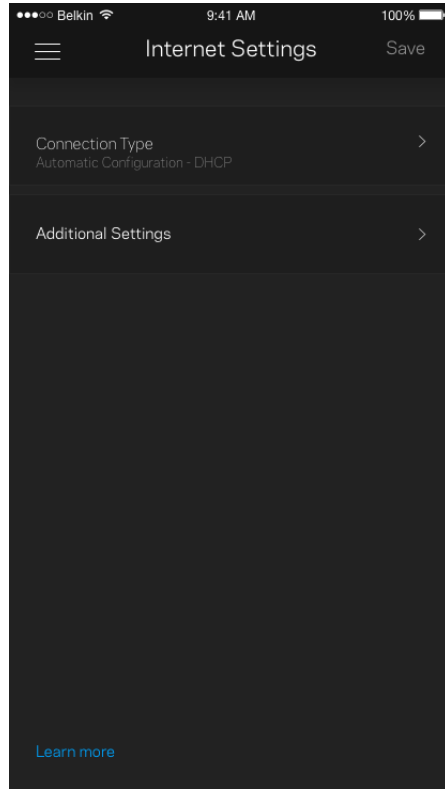 Belkin 9:41 AM 100%
Internet Settings Save
Connection Type
Automatic Configuration - DHCP
Additional Settings
Learn more